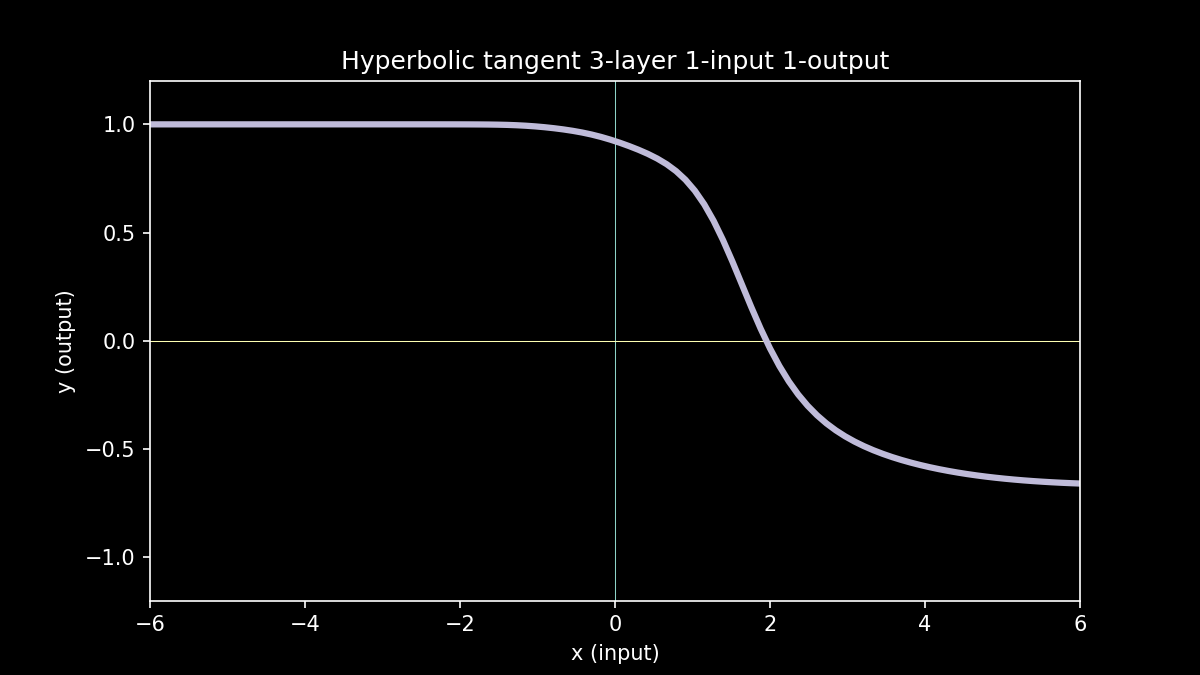 Hyperbolic tangent 3-layer 1-input 1-output
1.0
0.5
0.0
−0.5
−1.0
y (output)
−6 −4 −2 0 2 4 6
x (input)